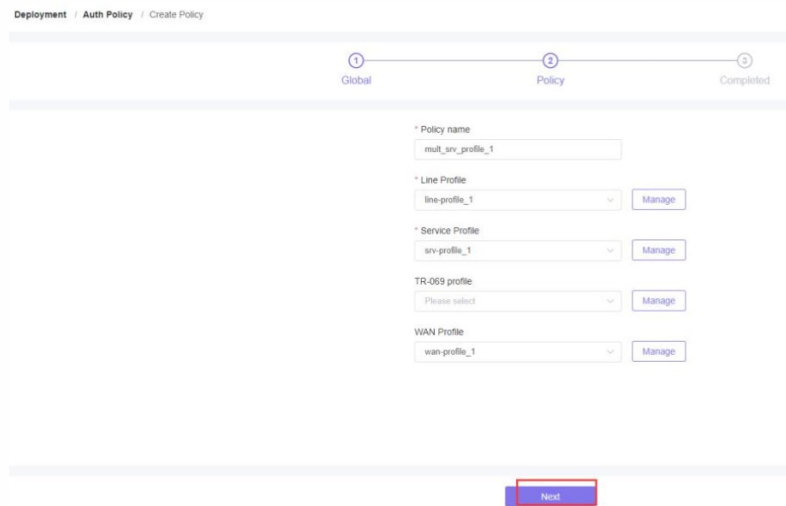 Deployment / Auth Policy / Create Policy
1 2 3
Global Policy Completed
* Policy name
mult_srv_profile_1
* Line Profile
line-profile_1 Manage
* Service Profile
srv-profile_1 Manage
TR-069 profile
Please select Manage
WAN Profile
wan-profile_1 Manage
Next